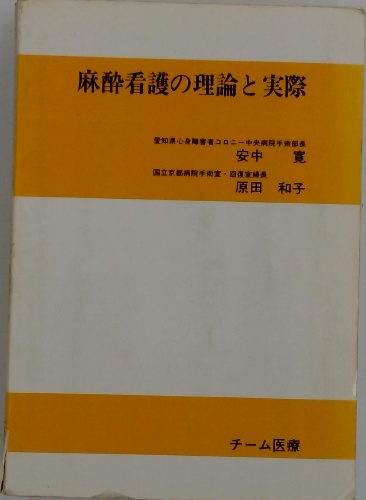 麻酔看護の理論と実際
愛知県心身障害者コロニー中央病院手術部長
安中 寛
国立京都病院手術室・回復室婦長
原田 和子
チーム医療